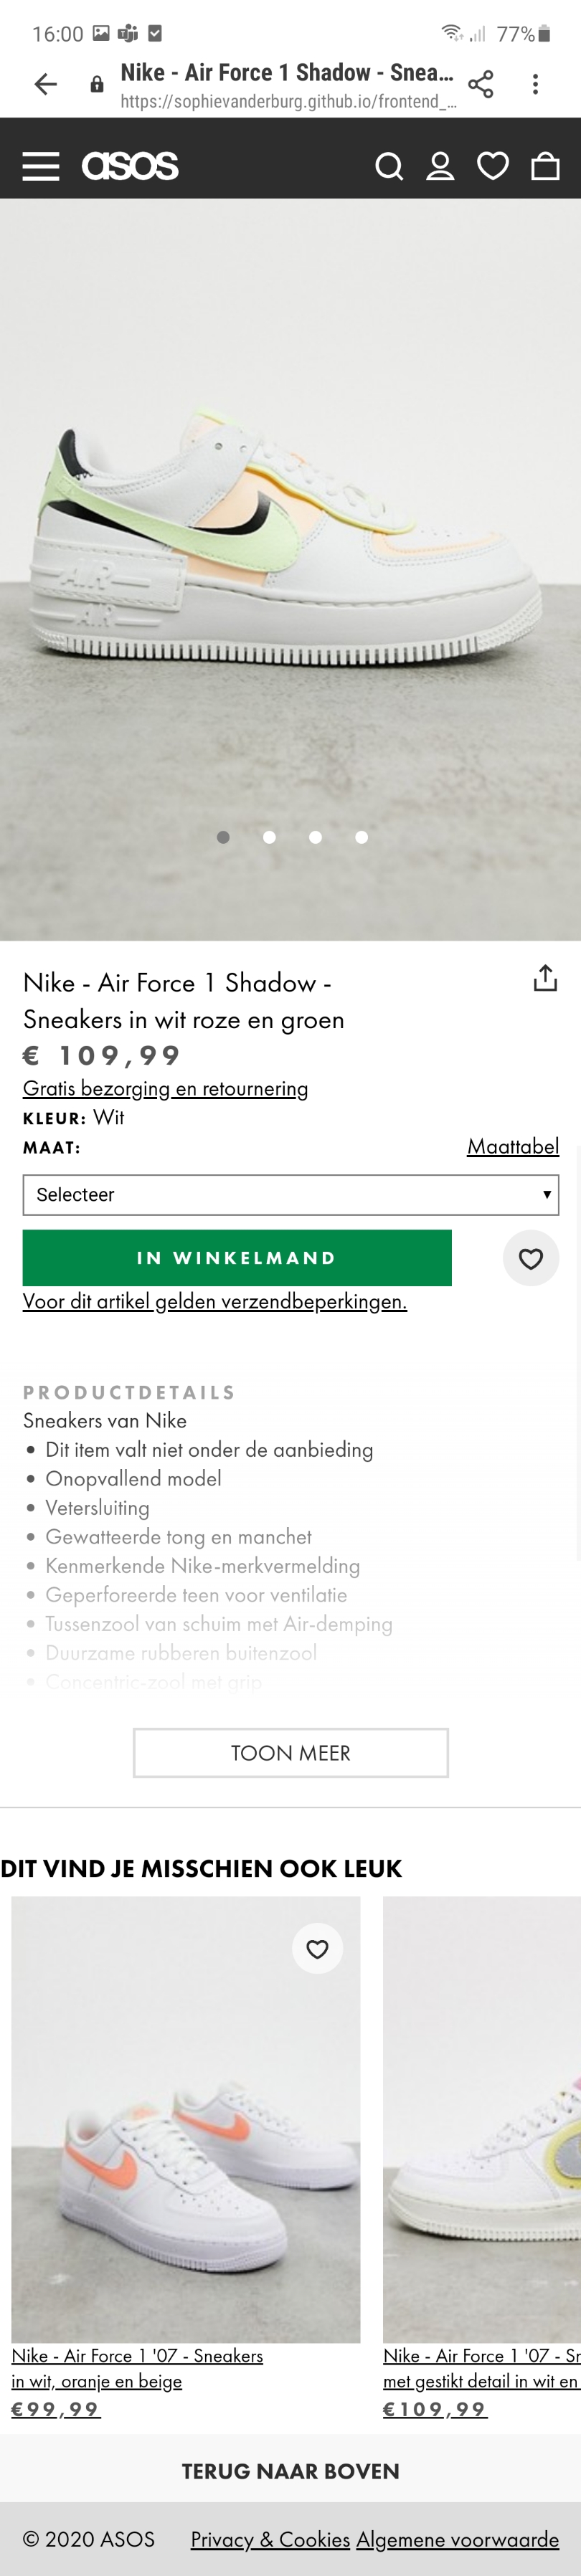 16:00
77%
Nike - Air Force 1 Shadow - Snea...
https://sophievanderburg.github.io/frontend_...
asos
AIR
AIR
Nike - Air Force 1 Shadow -
Sneakers in wit roze en groen
€ 109,99
Gratis bezorging en retournering
KLEUR: Wit
MAAT:
Maattabel
Selecteer
IN WINKELMAND
Voor dit artikel gelden verzendbeperkingen.
PRODUCTDETAILS
Sneakers van Nike
• Dit item valt niet onder de aanbieding
• Onopvallend model
• Vetersluiting
• Gewatteerde tong en manchet
• Kenmerkende Nike-merkvermelding
• Geperforeerde teen voor ventilatie
• Tussenzool van schuim met Air-demping
• Duurzame rubberen buitenzool
• Concentric-zool met grip
TOON MEER
DIT VIND JE MISSCHIEN OOK LEUK
Nike - Air Force 1 '07 - Sneakers
in wit, oranje en beige
€99,99
Nike - Air Force 1 '07 - Sn
met gestikt detail in wit en
€109,99
TERUG NAAR BOVEN
© 2020 ASOS
Privacy & Cookies Algemene voorwaarde